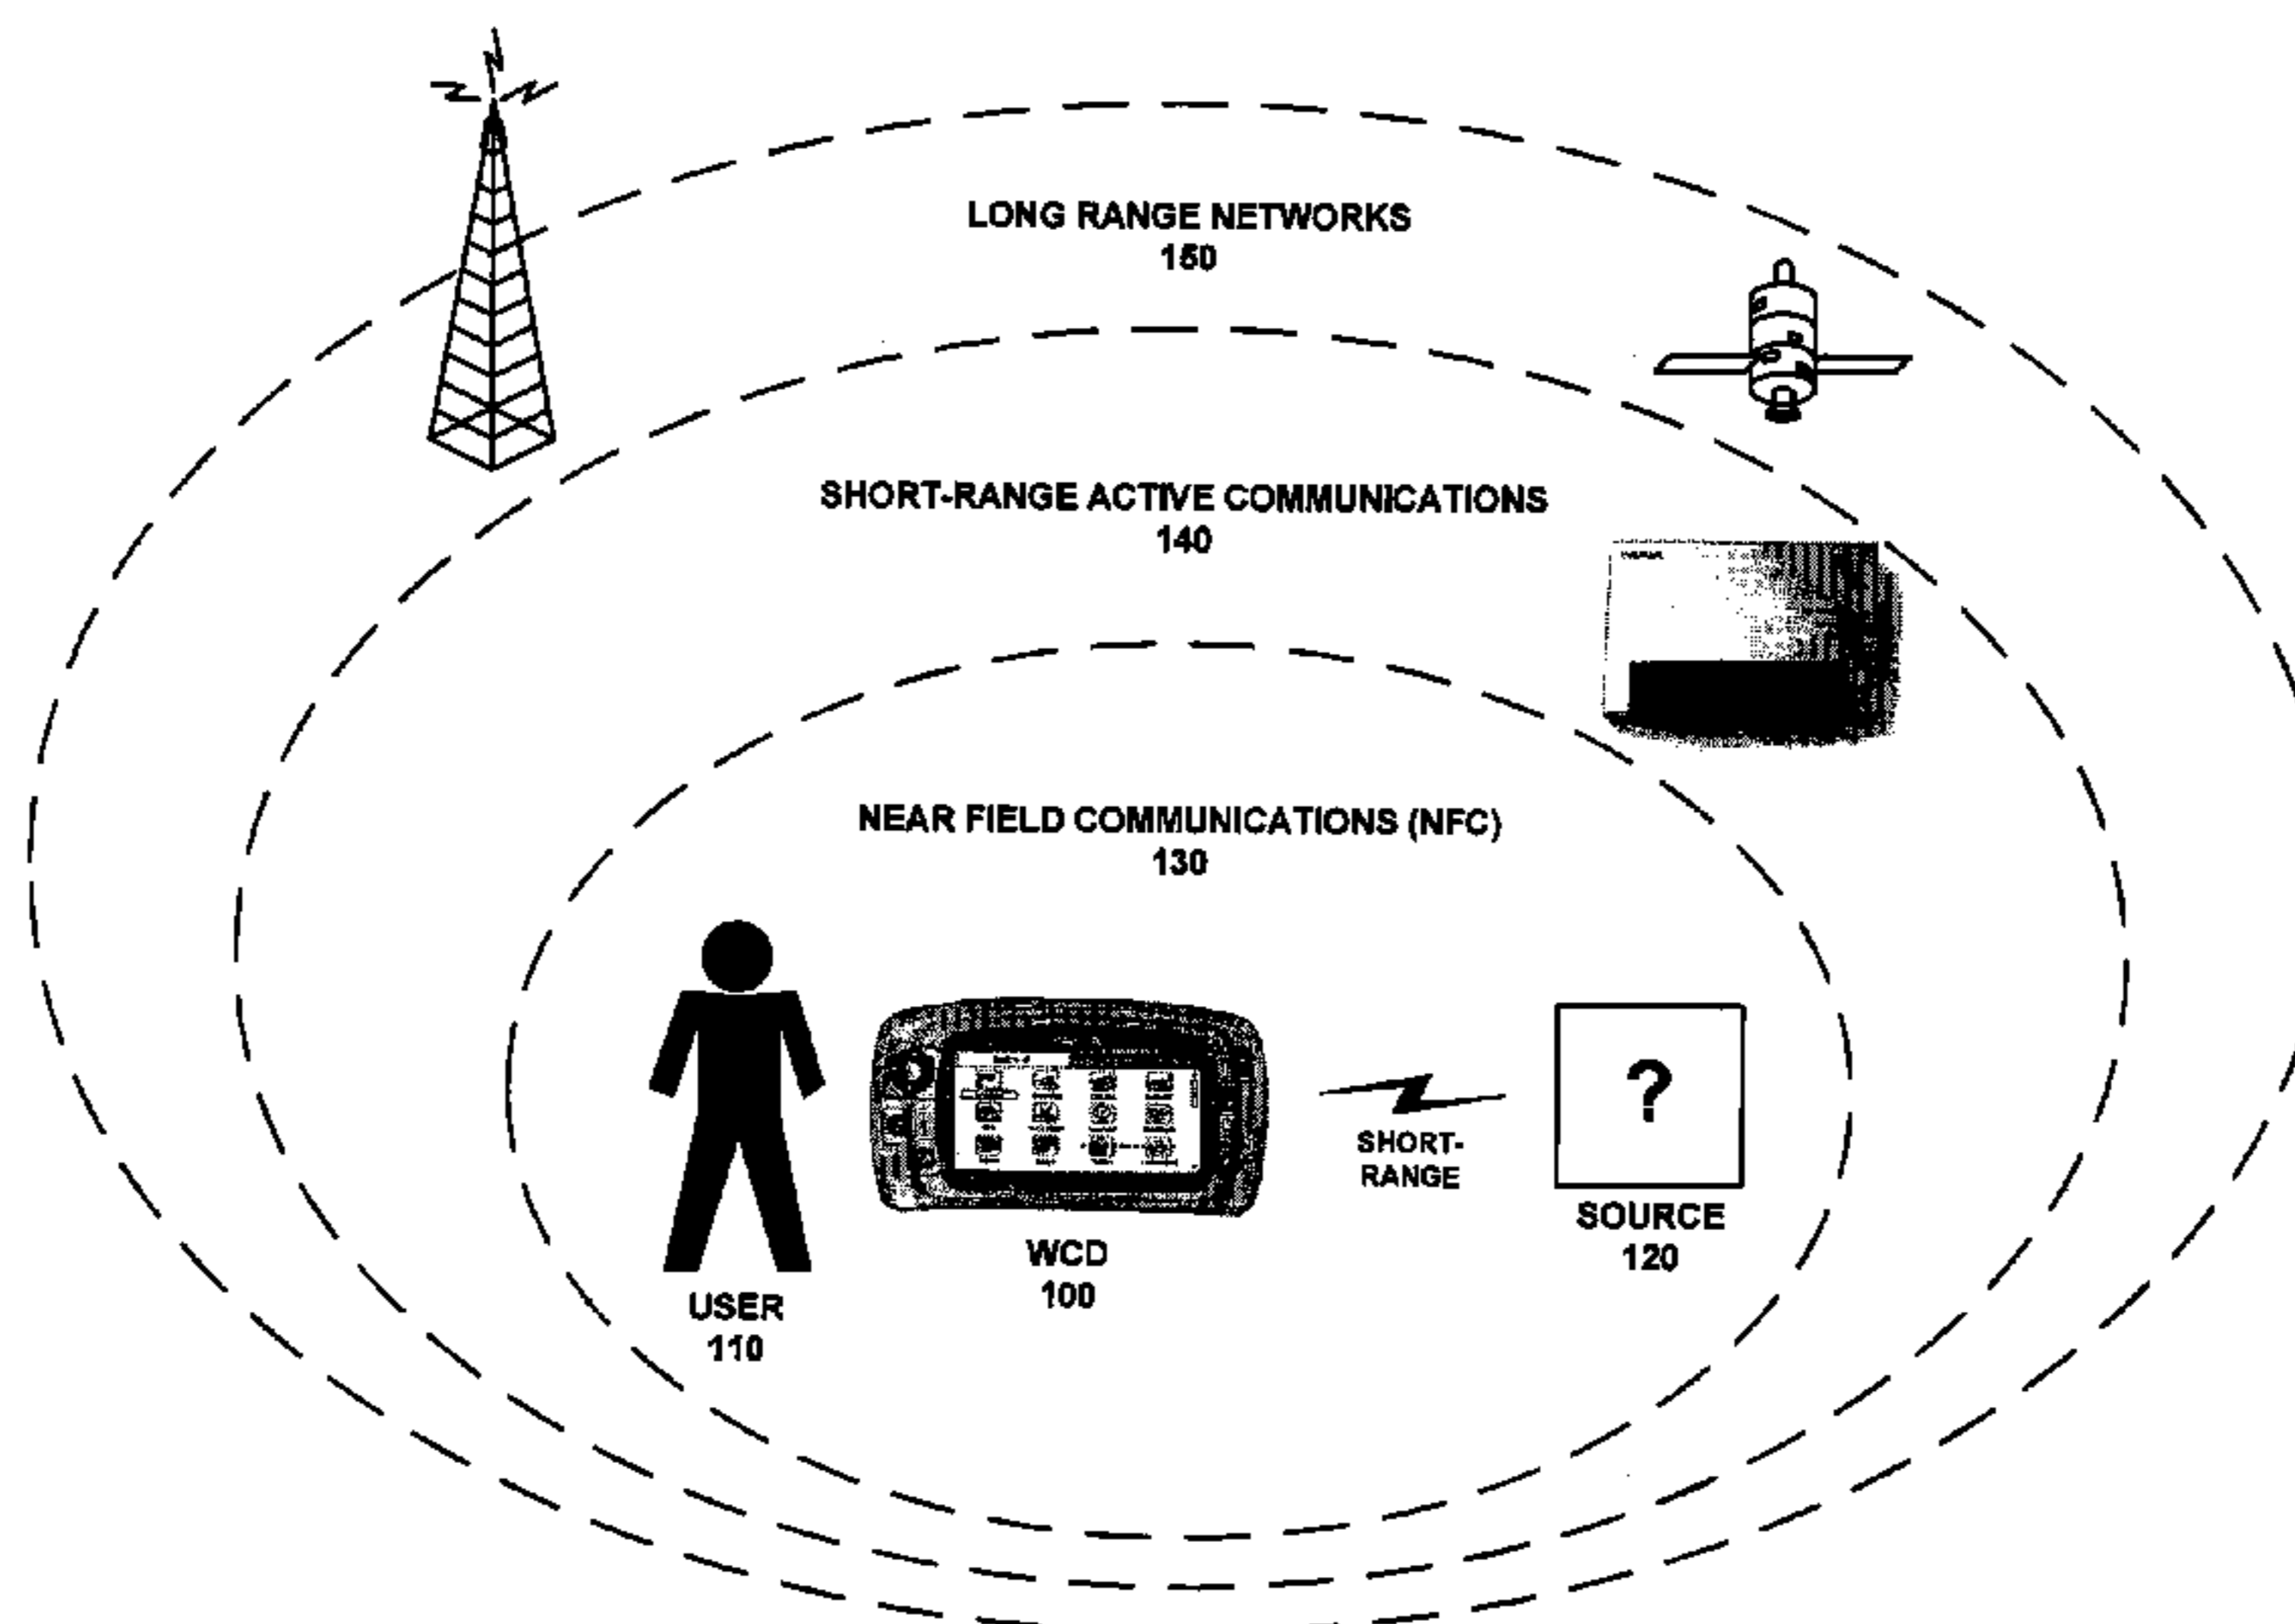 LONG RANGE NETWORKS
150
SHORT-RANGE ACTIVE COMMUNICATIONS
140
NEAR FIELD COMMUNICATIONS (NFC)
130
?
SHORT-
RANGE
SOURCE
120
WCD
100
USER
110